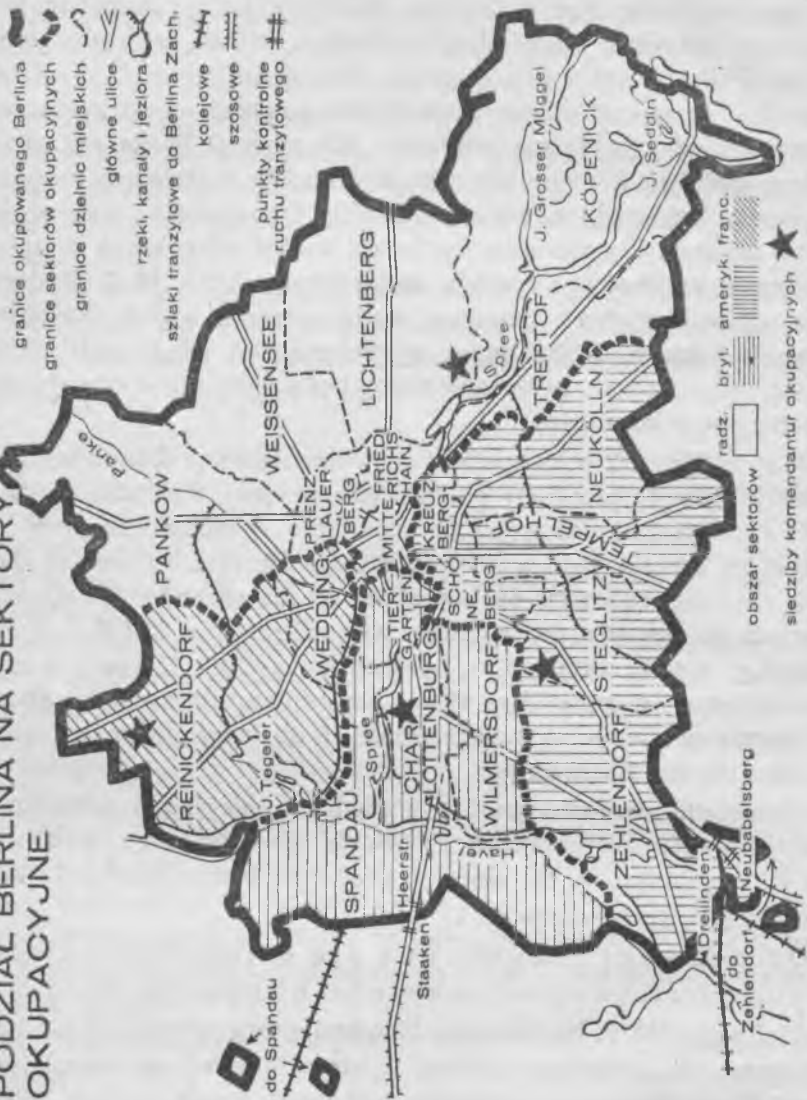 PODZIAŁ BERLINA NA SEKTORY
OKUPACYJNE
granice okupowanego Berlina
granice sektorów okupacyjnych
granice dzielnic miejskich
główne ulice
rzeki, kanały i jeziora
szlaki tranzytowe do Berlina Zach.
kolejowe
szosowe
punkty kontrolne
ruchu tranzytowego
Panke
PANKOW
WEISSENSEE
REINICKENDORF
J. Tegeler
WEDDING
PRENZ
LAUER
BERG
LICHTENBERG
FRIED
RICHS
HAIN
MITTE
TIER
GARTEN
KREUZ
BERG
SPANDAU
Spree
CHAR
LOTTENBURG
Heerstr.
Staaken
do Spandau
SCHÖ
NE
BERG
WILMERSDORF
Havel
Spree
TREPTOF
J. Grosser Müggel
KÖPENICK
Jr Seddin
NEUKÖLLN
TEMPELHOF
STEGLITZ
ZEHLENDORF
Dreilinden
do
Zehlendorf
Neubabelsberg
obszar sektorów
radz.
bryt.
ameryk.
franc.
siedziby komendantur okupacyjnych